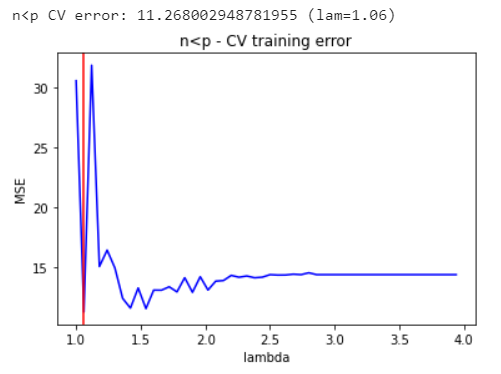 n<p CV error: 11.268002948781955 (lam=1.06)
n<p - CV training error
MSE
30
25
20
15
1.0 1.5 2.0 2.5 3.0 3.5 4.0
lambda